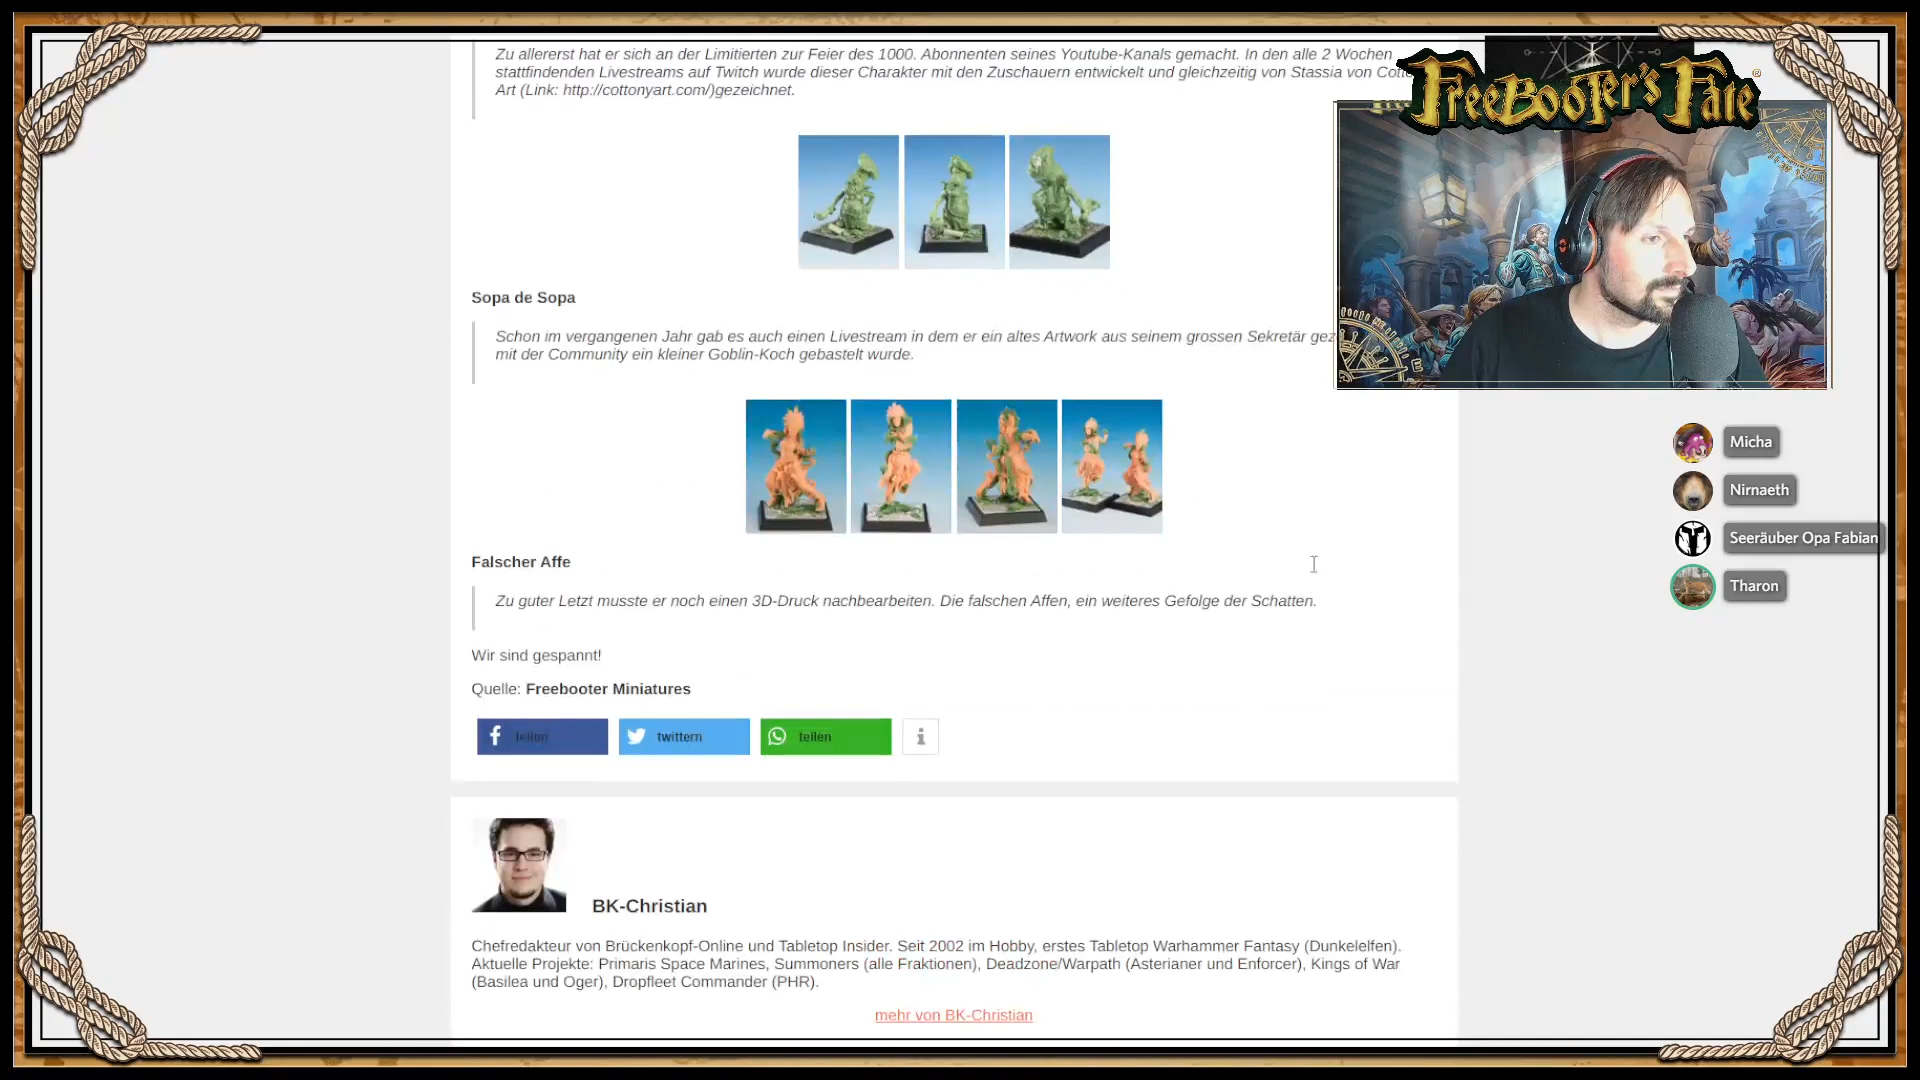 Zu allererst hat er sich an der Limitierten zur Feier des 1000. Abonnenten seines Youtube-Kanals gemacht. In den alle 2 Wochen
stattfindenden Livestreams auf Twitch wurde dieser Charakter mit den Zuschauern entwickelt und gleichzeitig von Stassia von
Art (Link: http://cottonyart.com/)gezeichnet.
FREEBOOTER'S FATE
Sopa de Sopa
Schon im vergangenen Jahr gab es auch einen Livestream in dem er ein altes Artwork aus seinem grossen Sekretär gez
mit der Community ein kleiner Goblin-Koch gebastelt wurde.
Micha
Nirnaeth
Seeräuber Opa Fabian
Tharon
Falscher Affe
Zu guter Letzt musste er noch einen 3D-Druck nachbearbeiten. Die falschen Affen, ein weiteres Gefolge der Schatten.
Wir sind gespannt!
Quelle: Freebooter Miniatures
teilen
twittern
teilen
BK-Christian
Chefredakteur von Brückenkopf-Online und Tabletop Insider. Seit 2002 im Hobby, erstes Tabletop Warhammer Fantasy (Dunkelelfen).
Aktuelle Projekte: Primaris Space Marines, Summoners (alle Fraktionen), Deadzone/Warpath (Asterianer und Enforcer), Kings of War
(Basilea und Oger), Dropfleet Commander (PHR).
mehr von BK-Christian